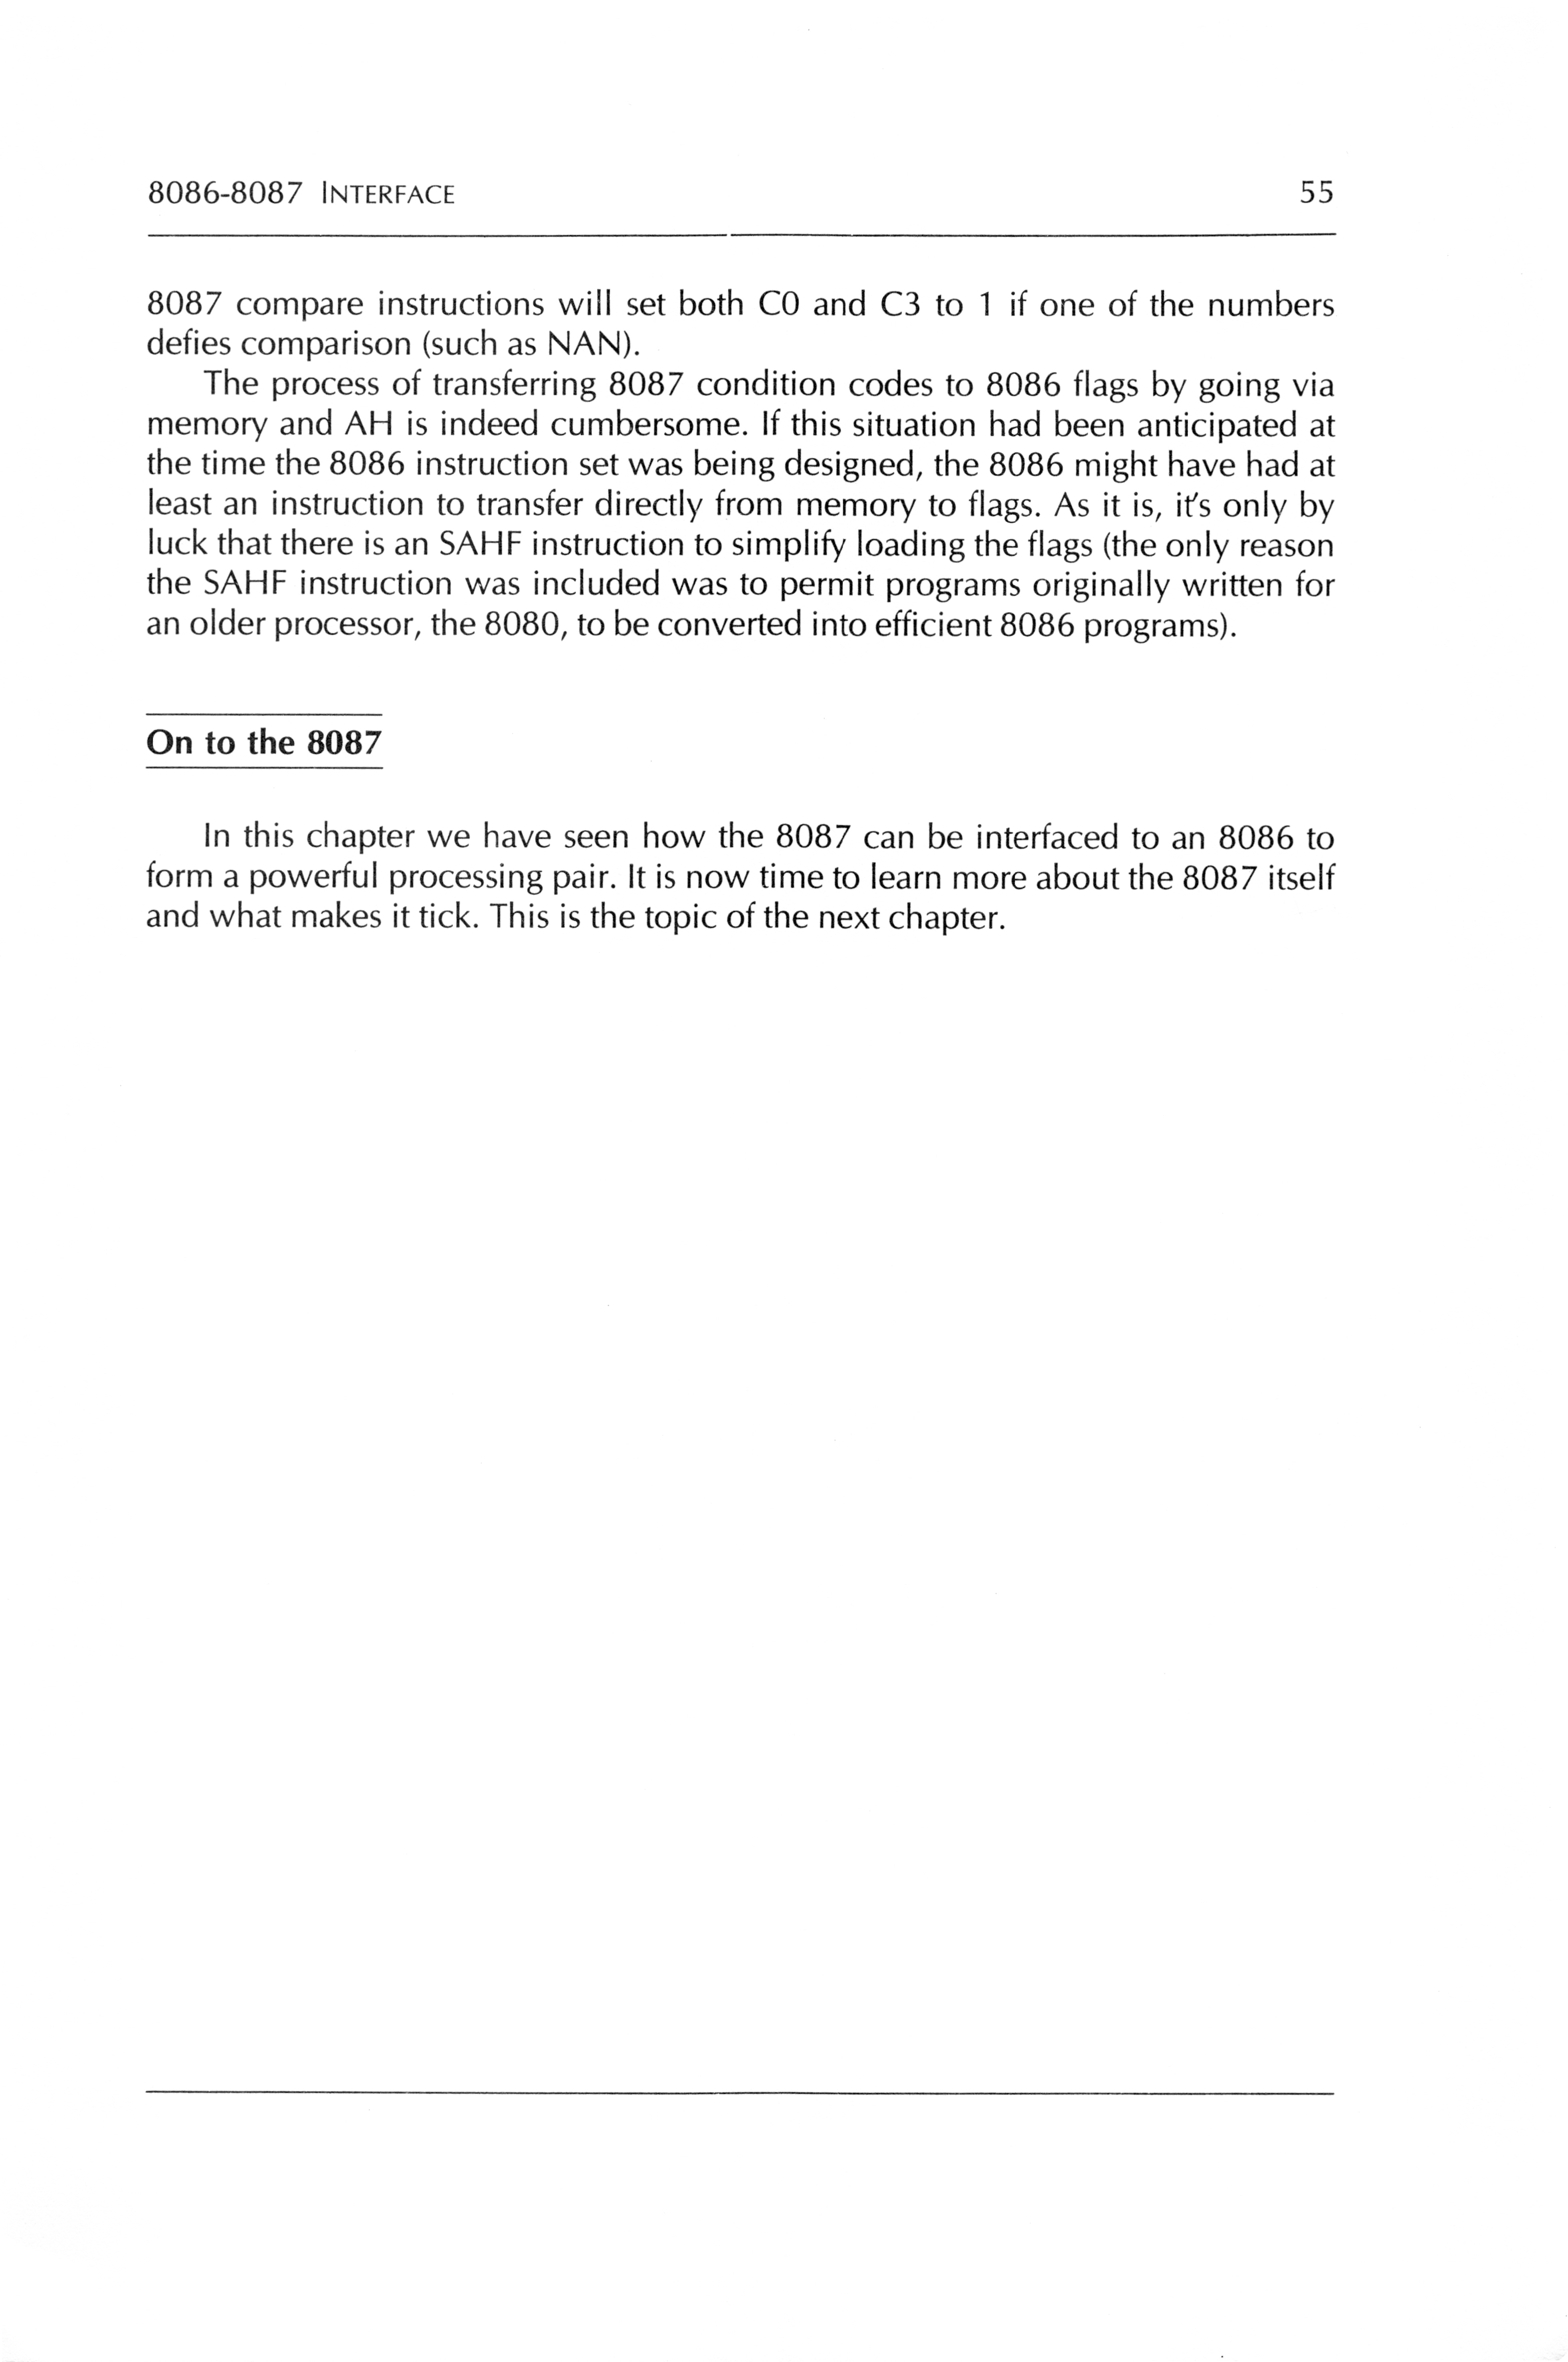 8086-8087 INTERFACE 55
8087 compare instructions will set both C0 and C3 to 1 if one of the numbers
defies comparison (such as NAN).
The process of transferring 8087 condition codes to 8086 flags by going via
memory and AH is indeed cumbersome. If this situation had been anticipated at
the time the 8086 instruction set was being designed, the 8086 might have had at
least an instruction to transfer directly from memory to flags. As it is, it's only by
luck that there is an SAHF instruction to simplify loading the flags (the only reason
the SAHF instruction was included was to permit programs originally written for
an older processor, the 8080, to be converted into efficient 8086 programs).
On to the 8087
In this chapter we have seen how the 8087 can be interfaced to an 8086 to
form a powerful processing pair. It is now time to learn more about the 8087 itself
and what makes it tick. This is the topic of the next chapter.